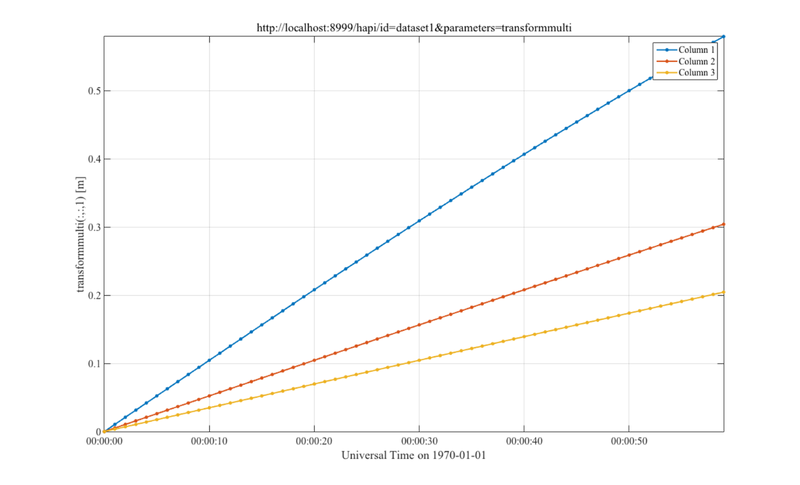 http://localhost:8999/hapi/id=dataset1&parameters=transformmulti
Column 1
Column 2
Column 3
transformmulti(:,:,1) [m]
0.5
0.4
0.3
0.2
0.1
0
00:00:00 00:00:10 00:00:20 00:00:30 00:00:40 00:00:50
Universal Time on 1970-01-01